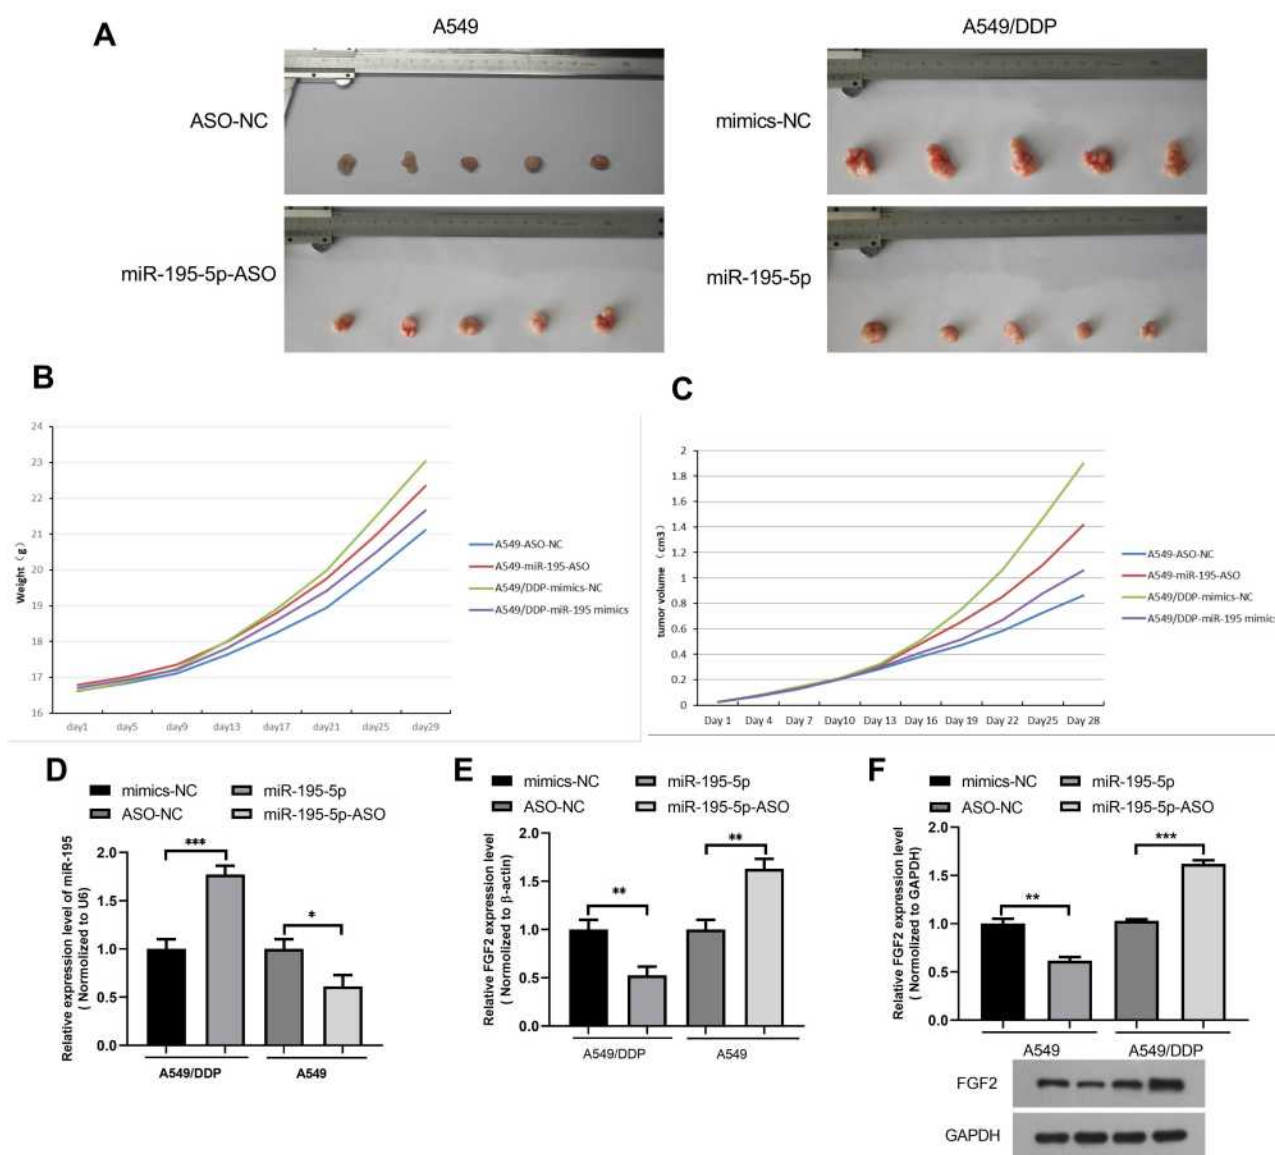 A
A549
A549/DDP
ASO-NC
mimics-NC
miR-195-5p-ASO
miR-195-5p
B
24
23
22
21
20
19
18
17
16
Weight（g）
day1 day5 day9 day13 day17 day21 day25 day29
A549-ASO-NC
A549-miR-195-ASO
A549/DDP-mimics-NC
A549/DDP-miR-195 mimics
C
2
1.8
1.6
1.4
1.2
1
0.8
0.6
0.4
0.2
0
tumor volume（cm3）
Day 1 Day 4 Day 7 Day10 Day 13 Day 16 Day 19 Day 22 Day25 Day 28
A549-ASO-NC
A549-miR-195-ASO
A549/DDP-mimics-NC
A549/DDP-miR-195 mimics
D
mimics-NC miR-195-5p
ASO-NC miR-195-5p-ASO
Relative expression level of miR-195
( Normolized to U6)
2.0
1.5
1.0
0.5
0.0
***
*
A549/DDP A549
E
mimics-NC miR-195-5p
ASO-NC miR-195-5p-ASO
Relative FGF2 expression level
( Normolized to β-actin)
2.0
1.5
1.0
0.5
0.0
**
**
A549/DDP A549
F
mimics-NC miR-195-5p
ASO-NC miR-195-5p-ASO
Relative FGF2 expression level
( Normolized to GAPDH)
2.0
1.5
1.0
0.5
0.0
**
***
A549 A549/DDP
FGF2
GAPDH